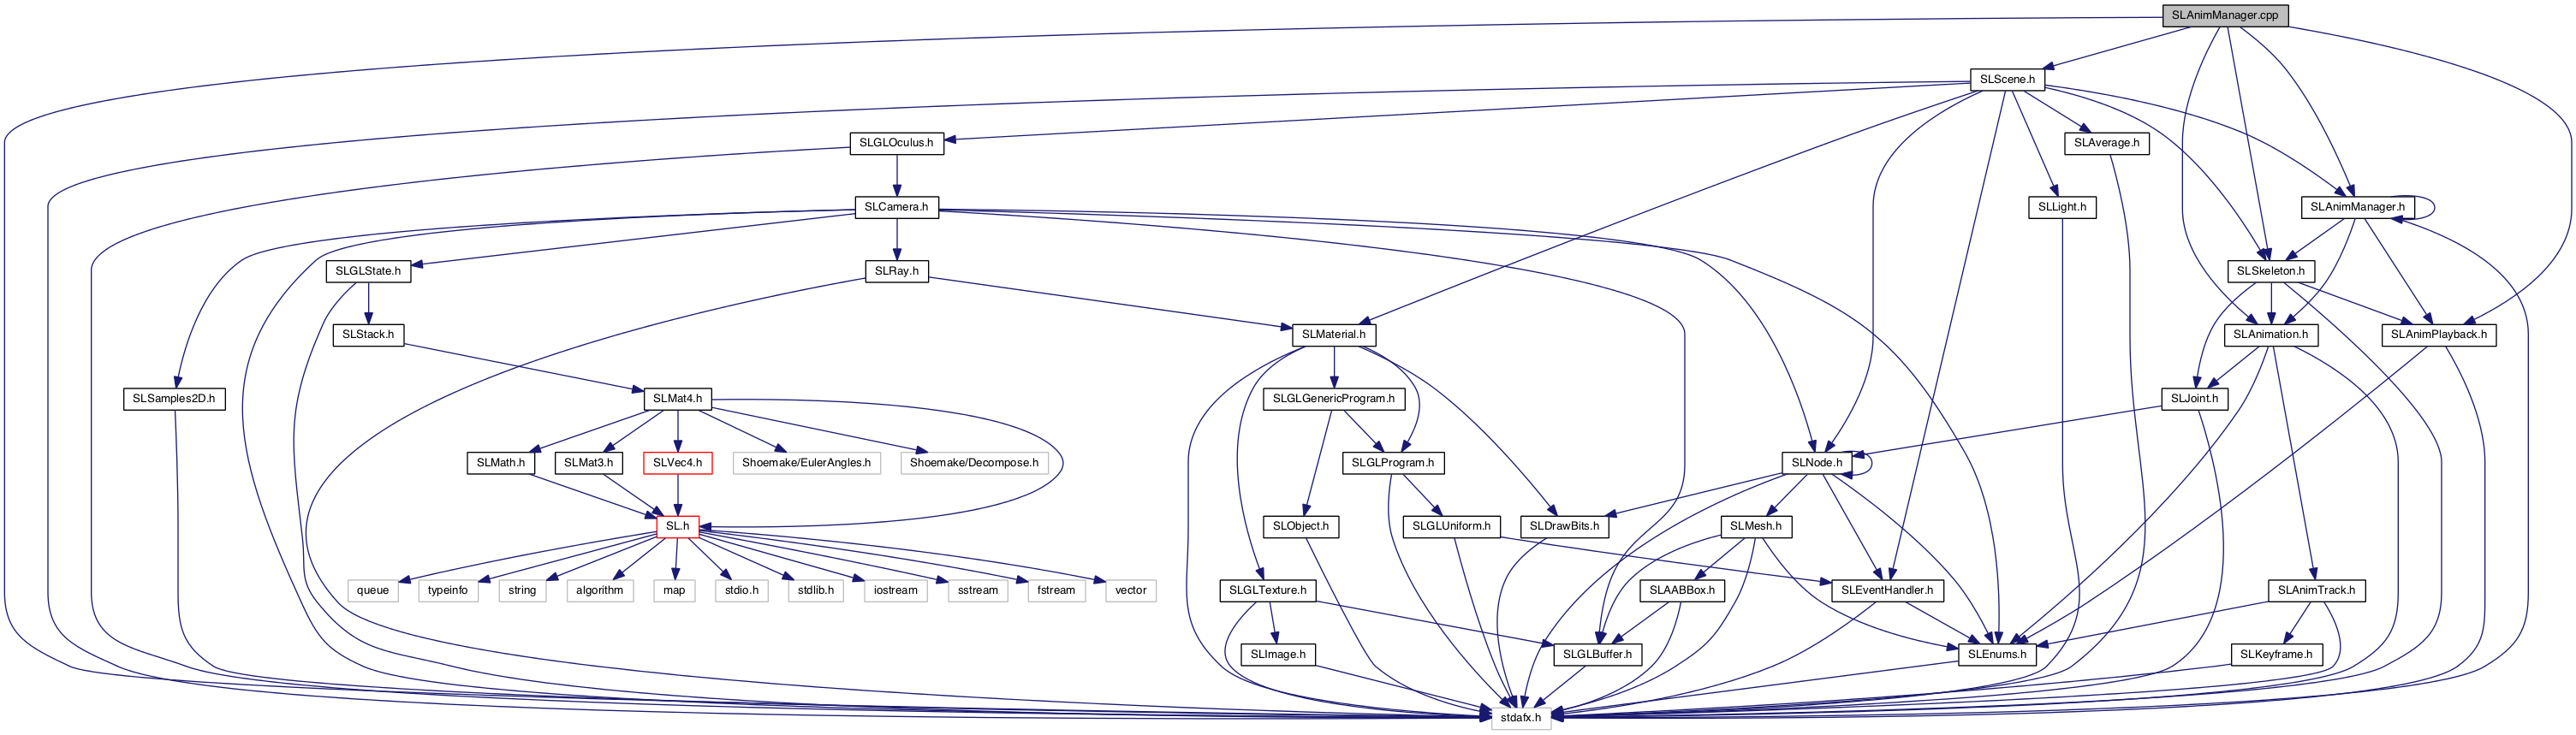 SLAnimManager.cpp
SLScene.h
SLGLOculus.h
SLAverage.h
SLCamera.h
SLLight.h
SLAnimManager.h
SLGLState.h
SLRay.h
SLSkeleton.h
SLStack.h
SLMaterial.h
SLAnimation.h
SLAnimPlayback.h
SLSamples2D.h
SLMat4.h
SLGLGenericProgram.h
SLJoint.h
SLMath.h
SLMat3.h
SLVec4.h
Shoemake/EulerAngles.h
Shoemake/Decompose.h
SLGLProgram.h
SLNode.h
SL.h
SLObject.h
SLGLUniform.h
SLDrawBits.h
SLMesh.h
queue
typeinfo
string
algorithm
map
stdio.h
stdlib.h
iostream
sstream
fstream
vector
SLGLTexture.h
SLAABBox.h
SLEventHandler.h
SLAnimTrack.h
SLImage.h
SLGLBuffer.h
SLEnums.h
SLKeyframe.h
stdafx.h